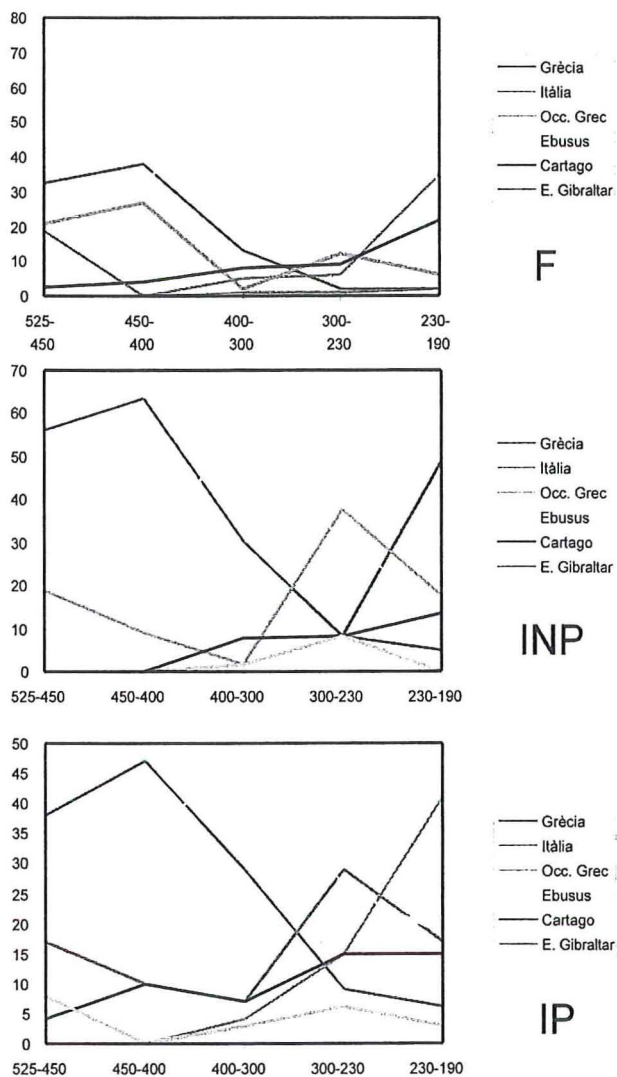 80
70
60
50
40
30
20
10
0
525-450
450-400
400-300
300-230
230-190
Grècia
Itàlia
Occ. Grec
Ebusus
Cartago
E. Gibraltar
F
70
60
50
40
30
20
10
0
525-450 450-400 400-300 300-230 230-190
Grècia
Itàlia
Occ. Grec
Ebusus
Cartago
E. Gibraltar
INP
50
45
40
35
30
25
20
15
10
5
0
525-450 450-400 400-300 300-230 230-190
Grècia
Itàlia
Occ. Grec
Ebusus
Cartago
E. Gibraltar
IP